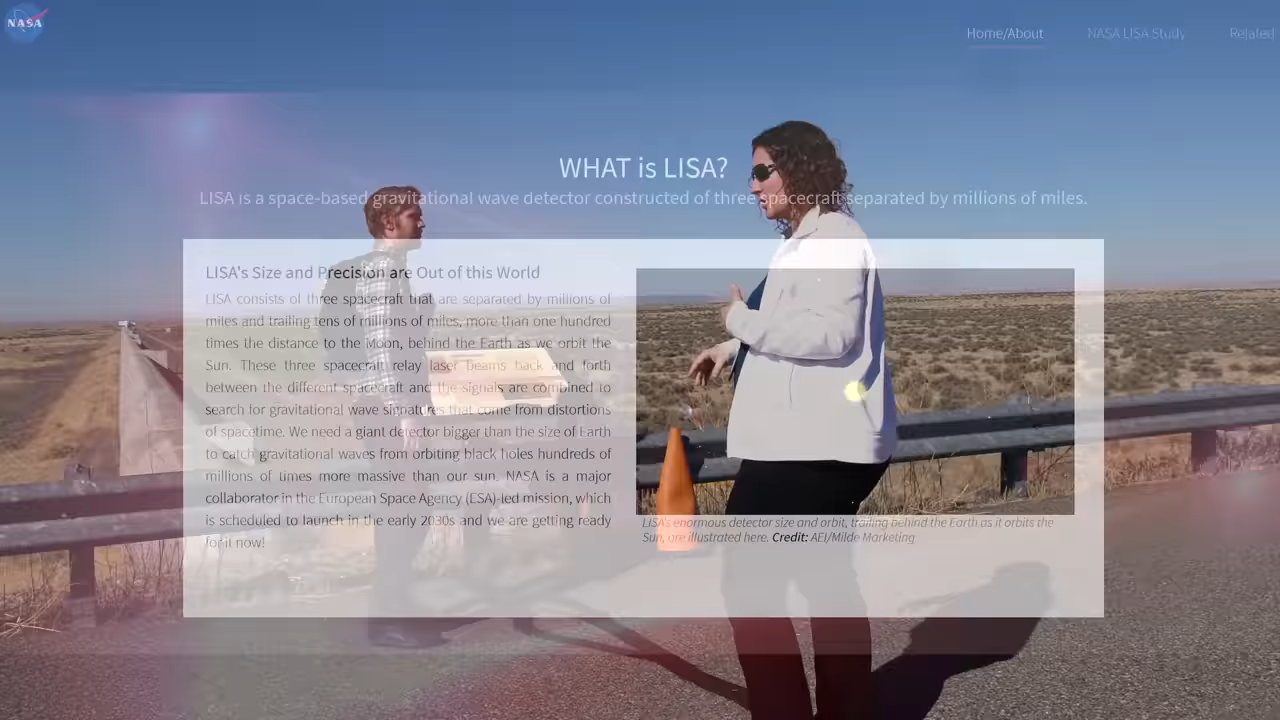 NASA
Home/About NASA LISA Study Related
WHAT is LISA?
LISA is a space-based gravitational wave detector constructed of three spacecraft separated by millions of miles.
LISA's Size and Precision are Out of this World
LISA consists of three spacecraft that are separated by millions of
miles and trailing tens of millions of miles, more than one hundred
times the distance to the Moon, behind the Earth as we orbit the
Sun. These three spacecraft relay laser beams back and forth
between the different spacecraft and the signals are combined to
search for gravitational wave signatures that come from distortions
of spacetime. We need a giant detector bigger than the size of Earth
to catch gravitational waves from orbiting black holes hundreds of
millions of times more massive than our sun. NASA is a major
collaborator in the European Space Agency (ESA)-led mission, which
is scheduled to launch in the early 2030s and we are getting ready
for it now!
LISA's enormous detector size and orbit, trailing behind the Earth as it orbits the
Sun, are illustrated here. Credit: AEI/Milde Marketing